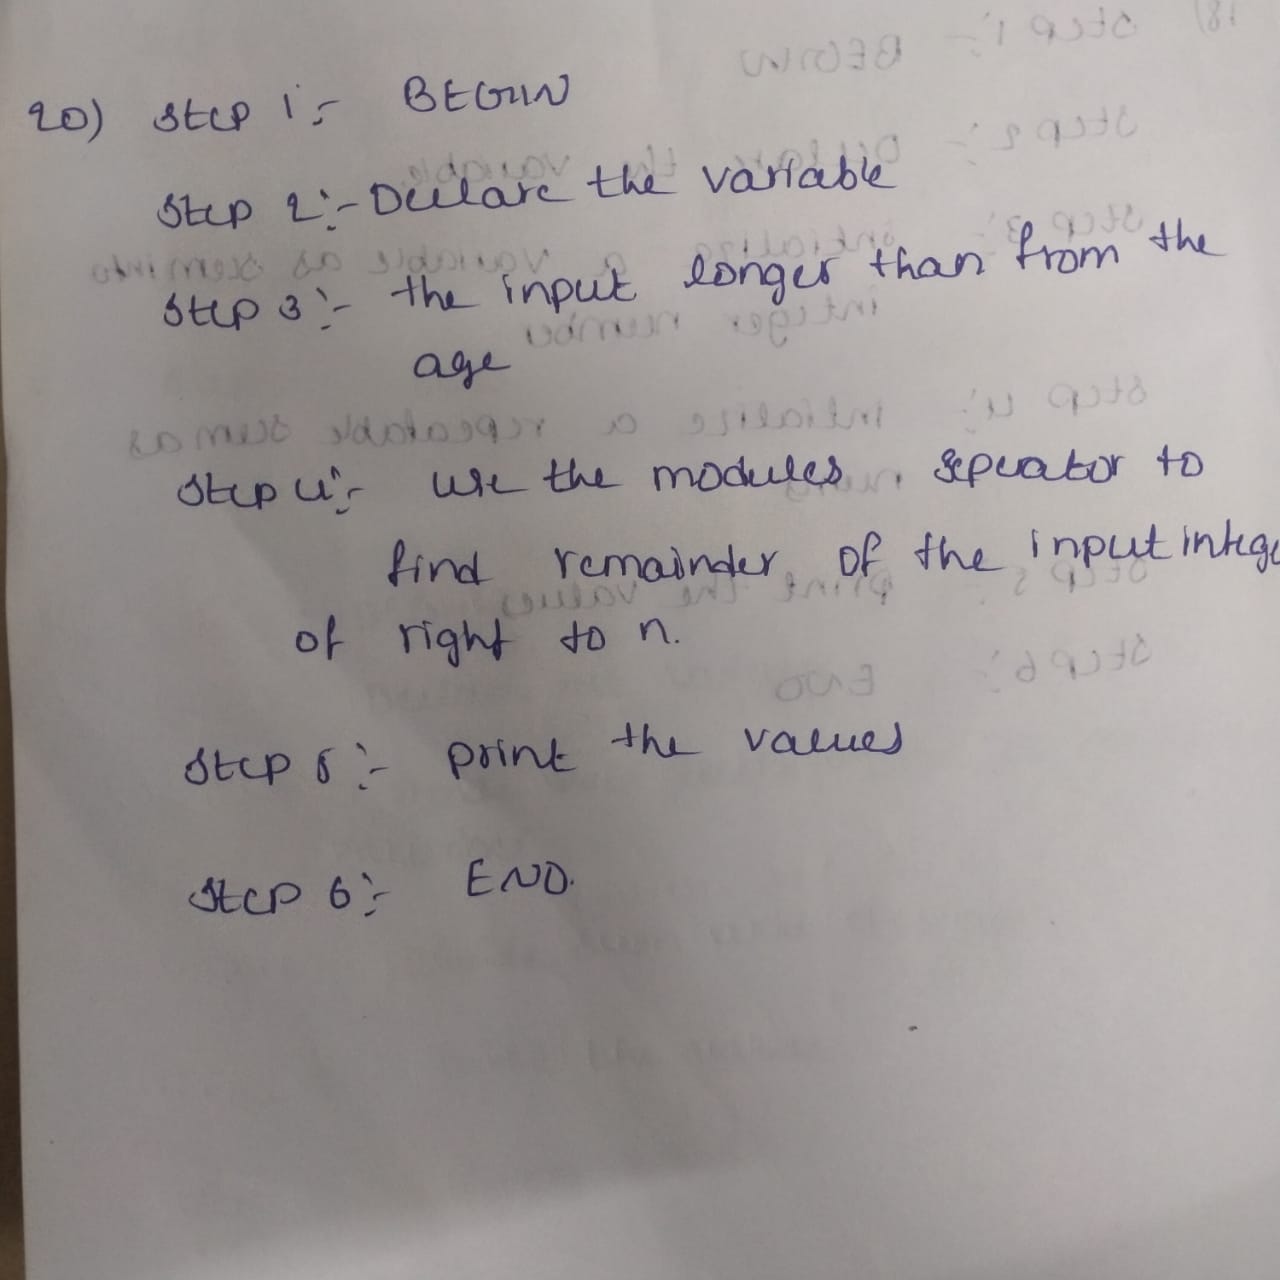 20) Step 1:- BEGIN
Step 2:- Declare the variable
Step 3:- the input longer than from the
age
Step 4:- use the modules seperator to
find remainder of the input intege
of right to n.
Step 5:- print the values
Step 6:- END.